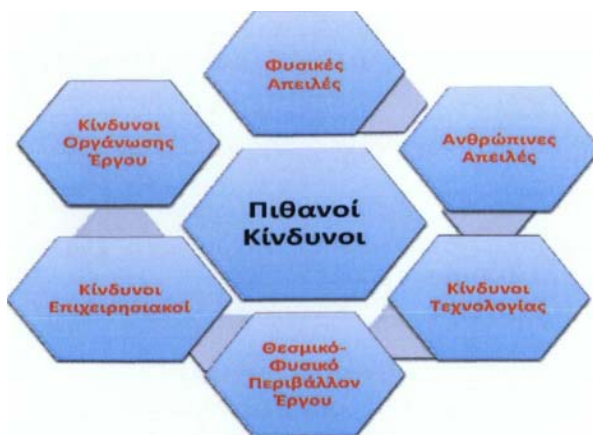 Φυσικές
Απειλές
Ανθρώπινες
Απειλές
Κίνδυνοι
Τεχνολογίας
Θεσμικό-
Φυσικό
Περιβάλλον
Έργου
Κίνδυνοι
Επιχειρησιακοί
Κίνδυνοι
Οργάνωσης
Έργου
Πιθανοί
Κίνδυνοι